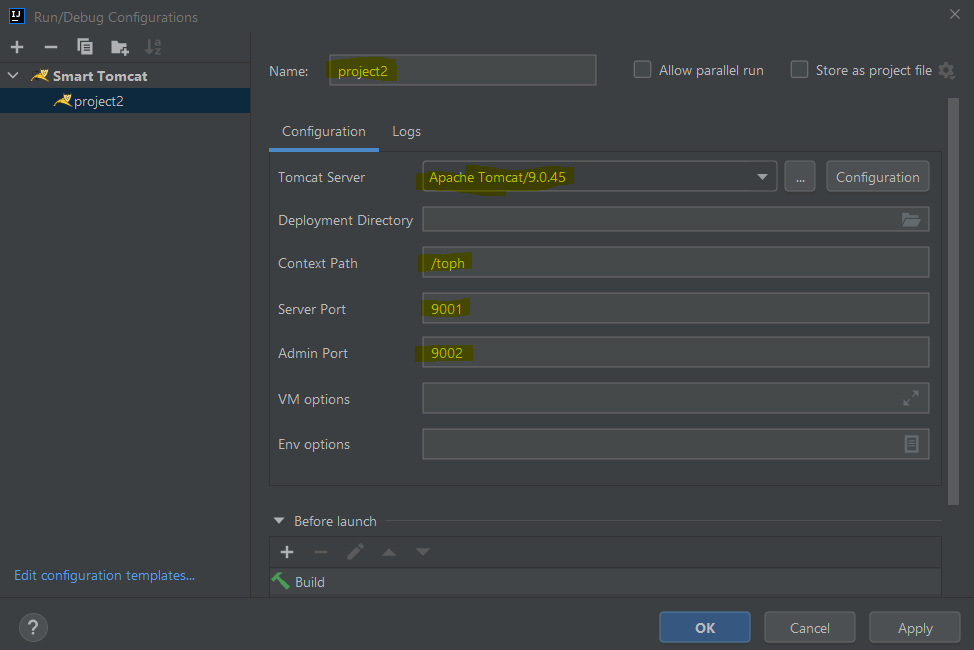 IJ Run/Debug Configurations
Smart Tomcat
project2
Edit configuration templates...
Name: project2
Allow parallel run
Store as project file
Configuration Logs
Tomcat Server Apache Tomcat/9.0.45 ... Configuration
Deployment Directory
Context Path /toph
Server Port 9001
Admin Port 9002
VM options
Env options
Before launch
Build
? OK Cancel Apply